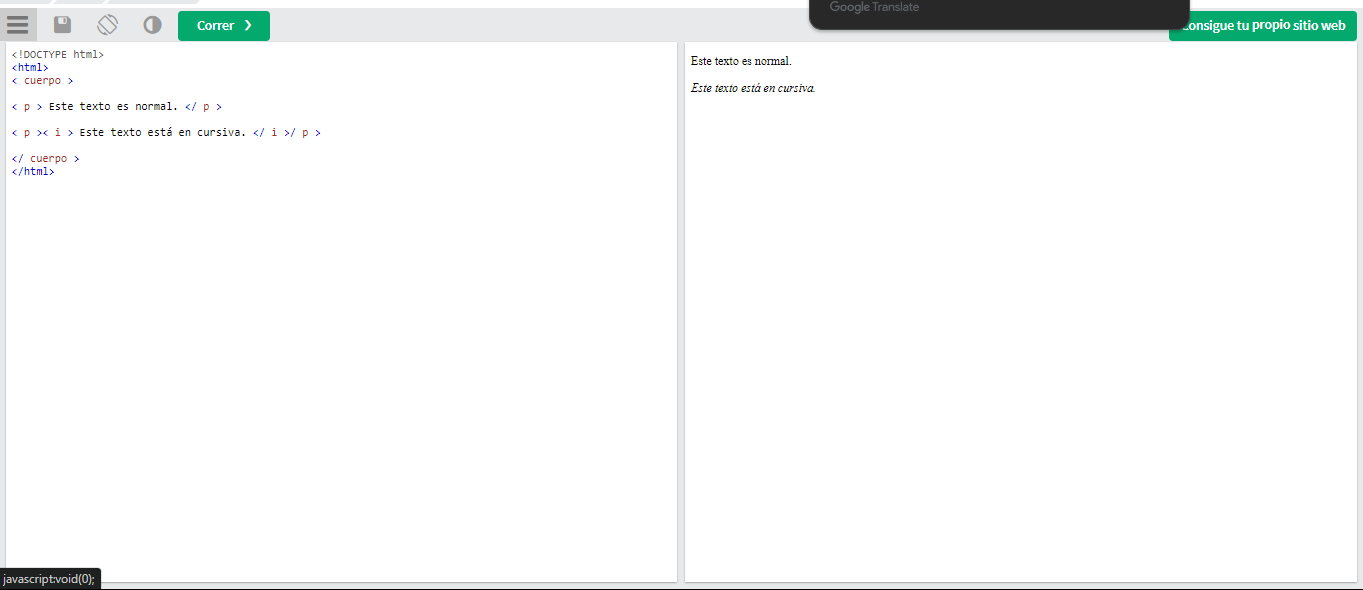 Google Translate
Correr ❯
onsigue tu propio sitio web
<!DOCTYPE html>
<html>
< cuerpo >
< p > Este texto es normal. </ p >
< p >< i > Este texto está en cursiva. </ i >/ p >
</ cuerpo >
</html>
Este texto es normal.
Este texto está en cursiva.
javascript:void(0);